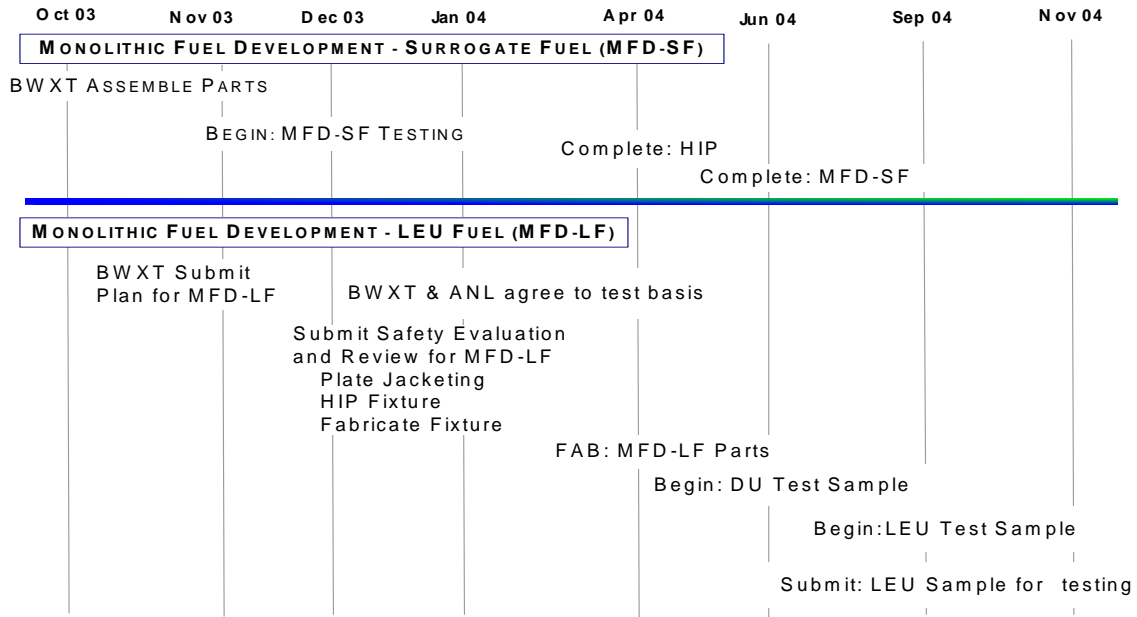 Oct 03 Nov 03 Dec 03 Jan 04 Apr 04 Jun 04 Sep 04 Nov 04
MONOLITHIC FUEL DEVELOPMENT - SURROGATE FUEL (MFD-SF)
BWXT ASSEMBLE PARTS
BEGIN: MFD-SF TESTING
Complete: HIP
Complete: MFD-SF
MONOLITHIC FUEL DEVELOPMENT - LEU FUEL (MFD-LF)
BWXT Submit
Plan for MFD-LF
BWXT & ANL agree to test basis
Submit Safety Evaluation
and Review for MFD-LF
Plate Jacketing
HIP Fixture
Fabricate Fixture
FAB: MFD-LF Parts
Begin: DU Test Sample
Begin:LEU Test Sample
Submit: LEU Sample for testing